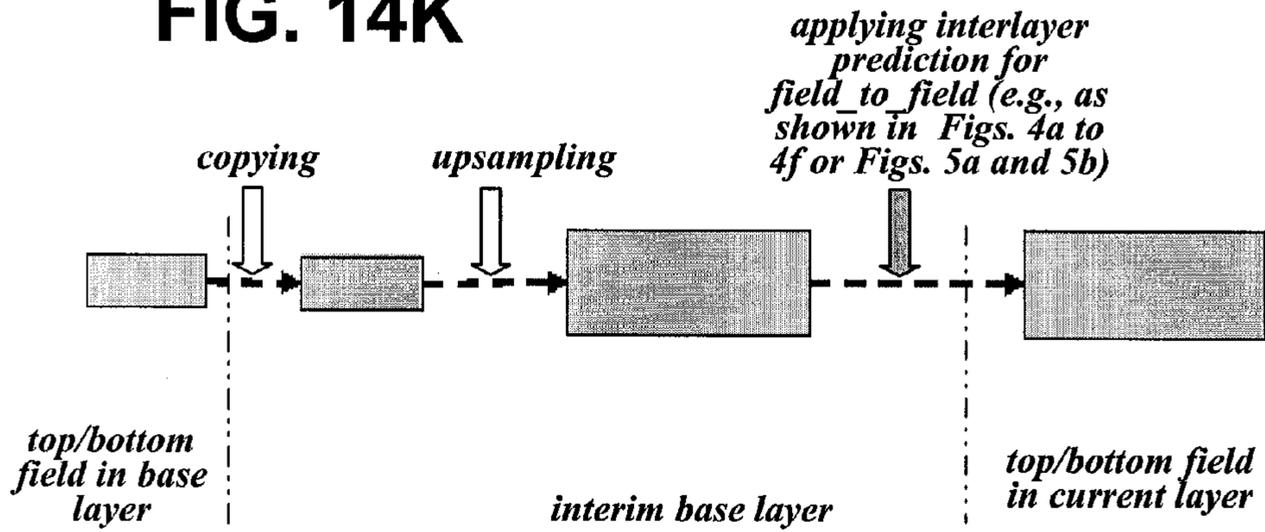 FIG. 14K
applying interlayer
prediction for
field_to_field (e.g., as
shown in Figs. 4a to
4f or Figs. 5a and 5b)
copying
upsampling
top/bottom
field in base
layer
interim base layer
top/bottom field
in current layer